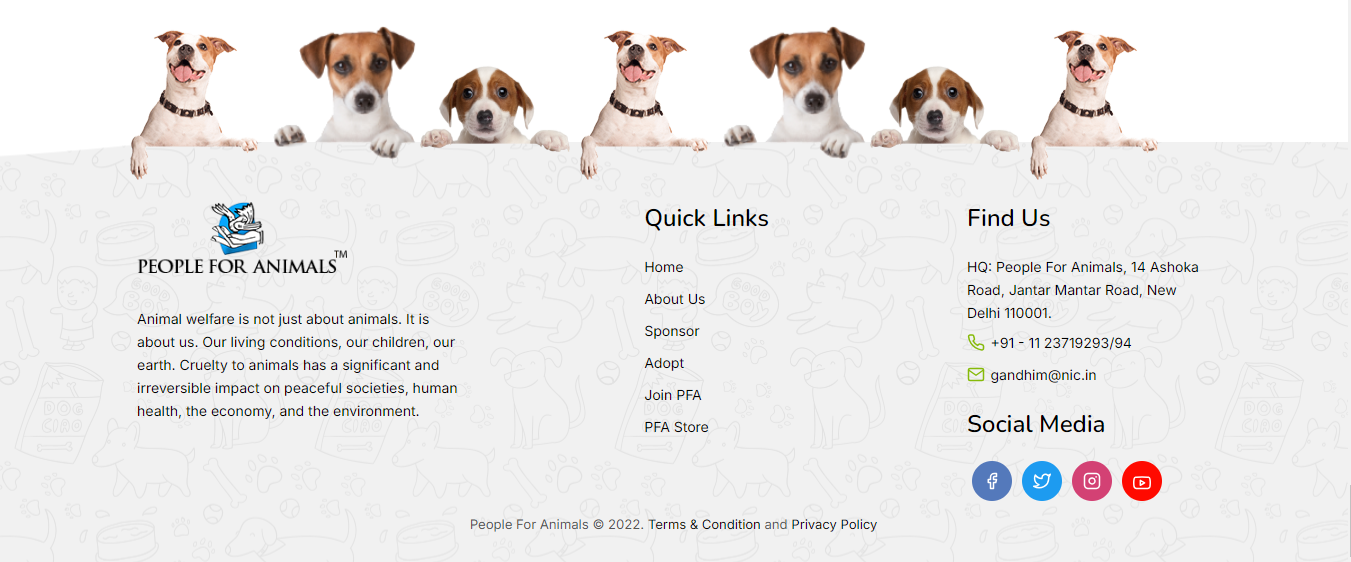 PEOPLE FOR ANIMALS™
Animal welfare is not just about animals. It is
about us. Our living conditions, our children, our
earth. Cruelty to animals has a significant and
irreversible impact on peaceful societies, human
health, the economy, and the environment.
Quick Links
Home
About Us
Sponsor
Adopt
Join PFA
PFA Store
Find Us
HQ: People For Animals, 14 Ashoka
Road, Jantar Mantar Road, New
Delhi 110001.
+91 - 11 23719293/94
gandhim@nic.in
Social Media
People For Animals © 2022. Terms & Condition and Privacy Policy